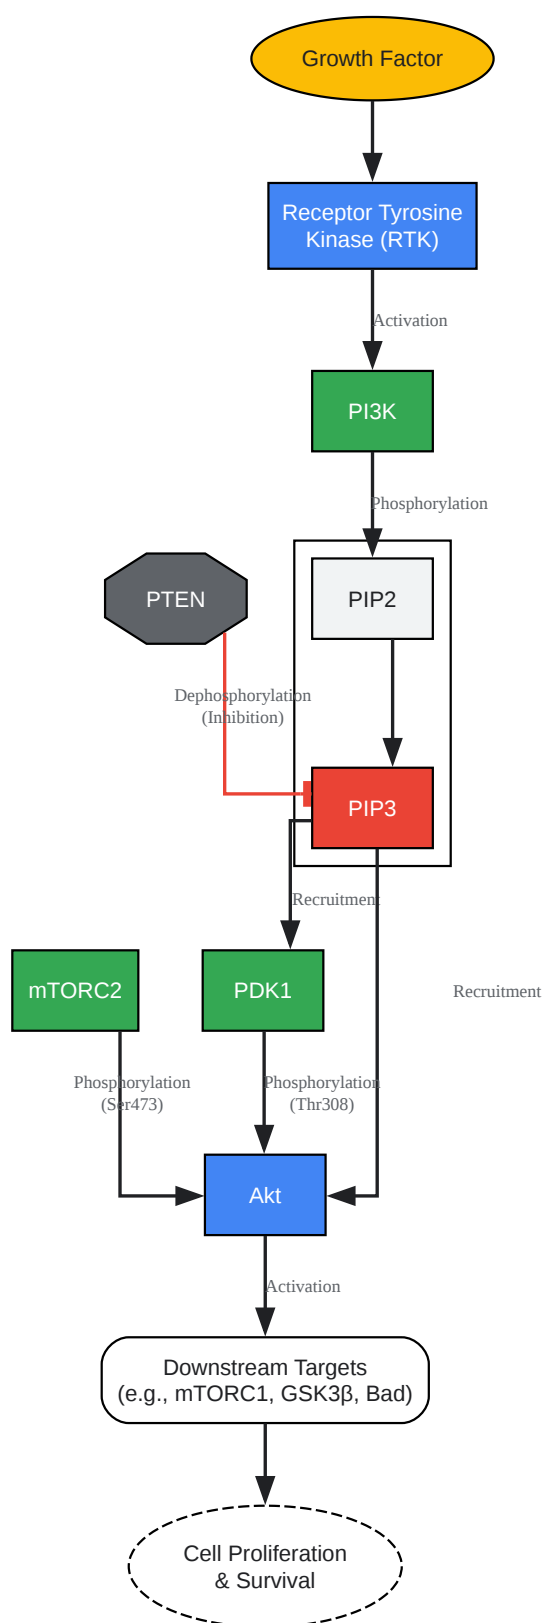 Growth Factor
Receptor Tyrosine
Kinase (RTK)
Activation
PI3K
Phosphorylation
PTEN
PIP2
Dephosphorylation
(Inhibition)
PIP3
Recruitment
mTORC2
PDK1
Recruitment
Phosphorylation
(Ser473)
Phosphorylation
(Thr308)
Akt
Activation
Downstream Targets
(e.g., mTORC1, GSK3β, Bad)
Cell Proliferation
& Survival